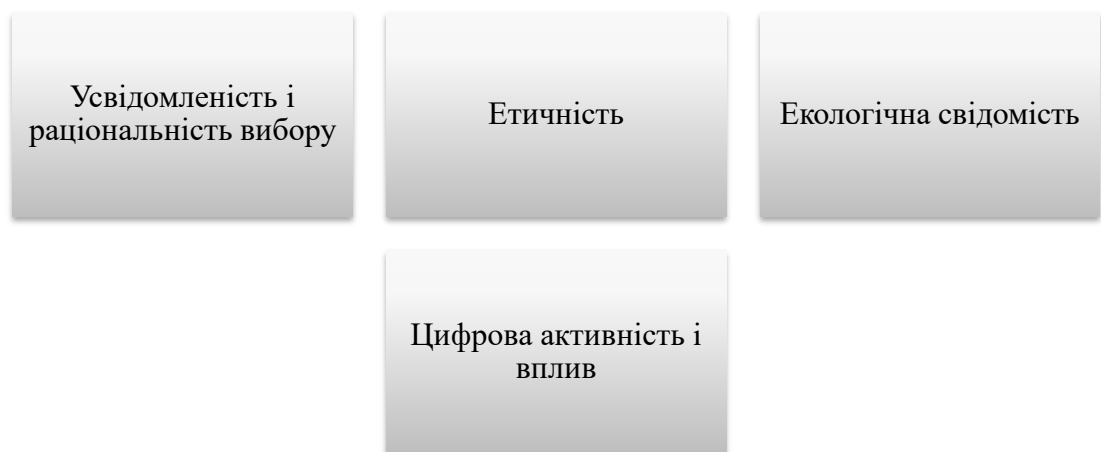 Усвідомленість і
раціональність вибору
Етичність
Екологічна свідомість
Цифрова активність і
вплив